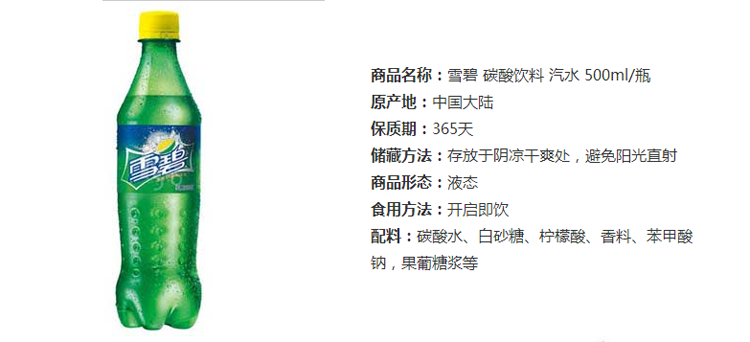 雪碧
商品名称：雪碧 碳酸饮料 汽水 500ml/瓶
原产地：中国大陆
保质期：365天
储藏方法：存放于阴凉干爽处，避免阳光直射
商品形态：液态
食用方法：开启即饮
配料：碳酸水、白砂糖、柠檬酸、香料、苯甲酸
钠，果葡糖浆等